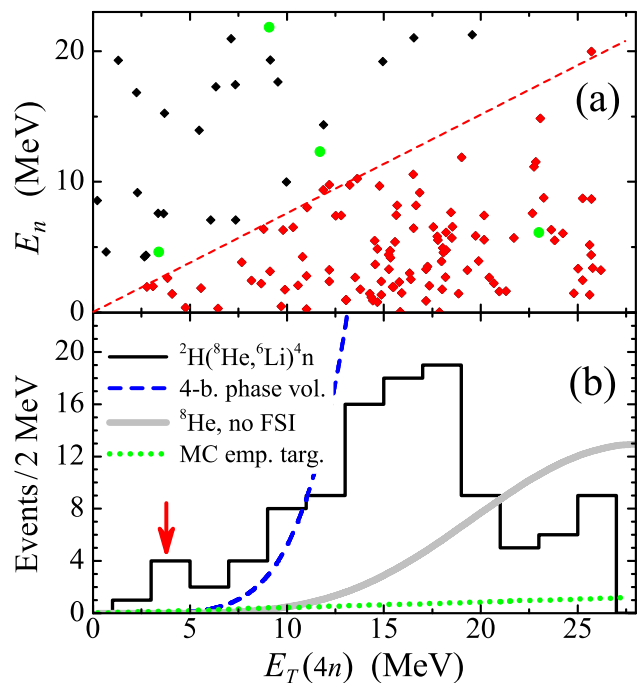 20
10
0
E_n (MeV)
(a)
20
16
12
8
4
0
Events/2 MeV
²H(⁸He,⁶Li)⁴n
4-b. phase vol.
⁸He, no FSI
MC emp. targ.
(b)
0 5 10 15 20 25
E_T(4n) (MeV)